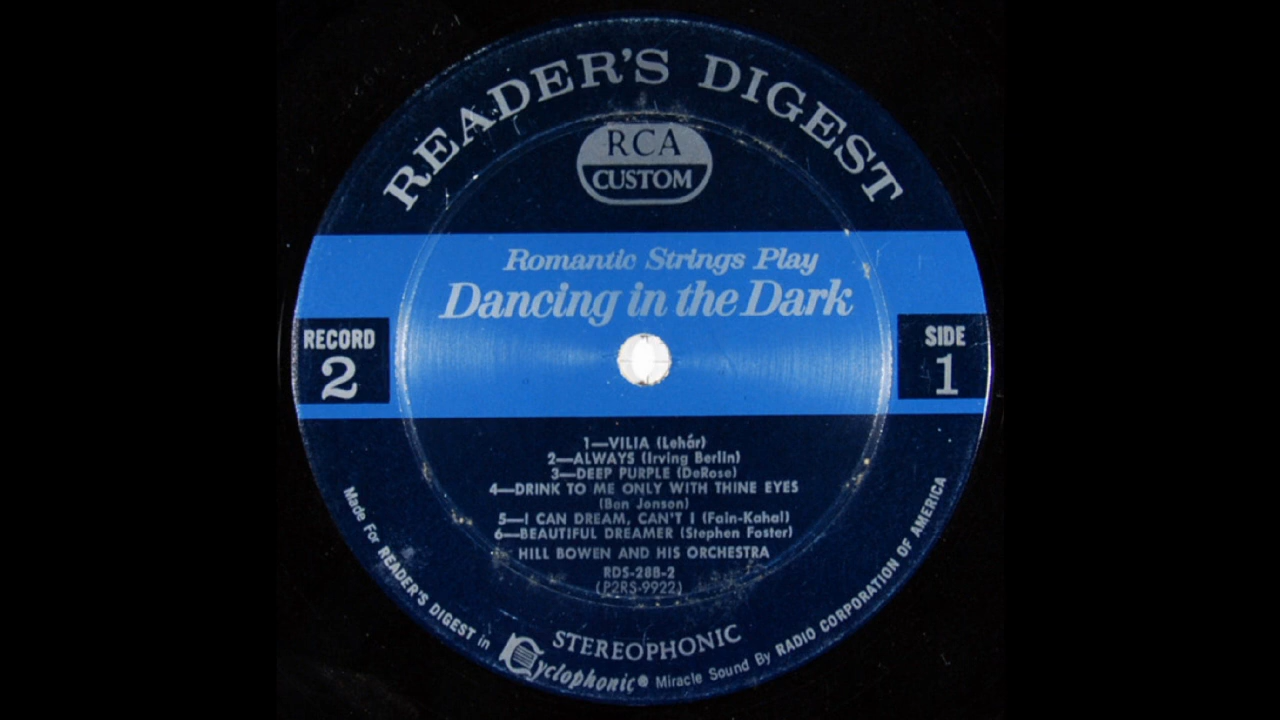 READER'S DIGEST
RCA
CUSTOM
Romantic Strings Play
Dancing in the Dark
RECORD
2
SIDE
1
1—VILIA (Lehár)
2—ALWAYS (Irving Berlin)
3—DEEP PURPLE (DeRose)
4—DRINK TO ME ONLY WITH THINE EYES
(Ben Jonson)
5—I CAN DREAM, CAN'T I (Fain-Kahal)
6—BEAUTIFUL DREAMER (Stephen Foster)
HILL BOWEN AND HIS ORCHESTRA
RDS-288-2
(P2RS-9922)
STEREOPHONIC
Made For READER'S DIGEST in Cyclophonic® Miracle Sound By RADIO CORPORATION OF AMERICA